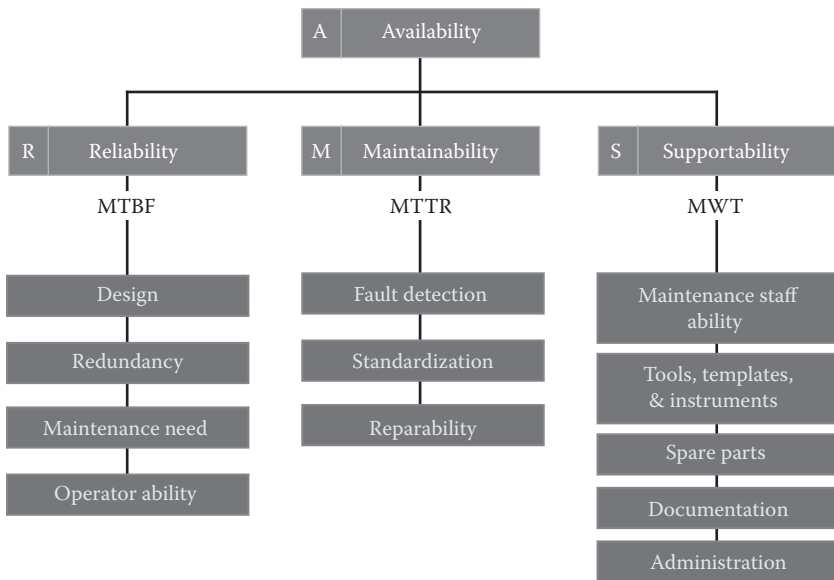 A Availability
R Reliability
MTBF
Design
Redundancy
Maintenance need
Operator ability
M Maintainability
MTTR
Fault detection
Standardization
Reparability
S Supportability
MWT
Maintenance staff
ability
Tools, templates,
& instruments
Spare parts
Documentation
Administration